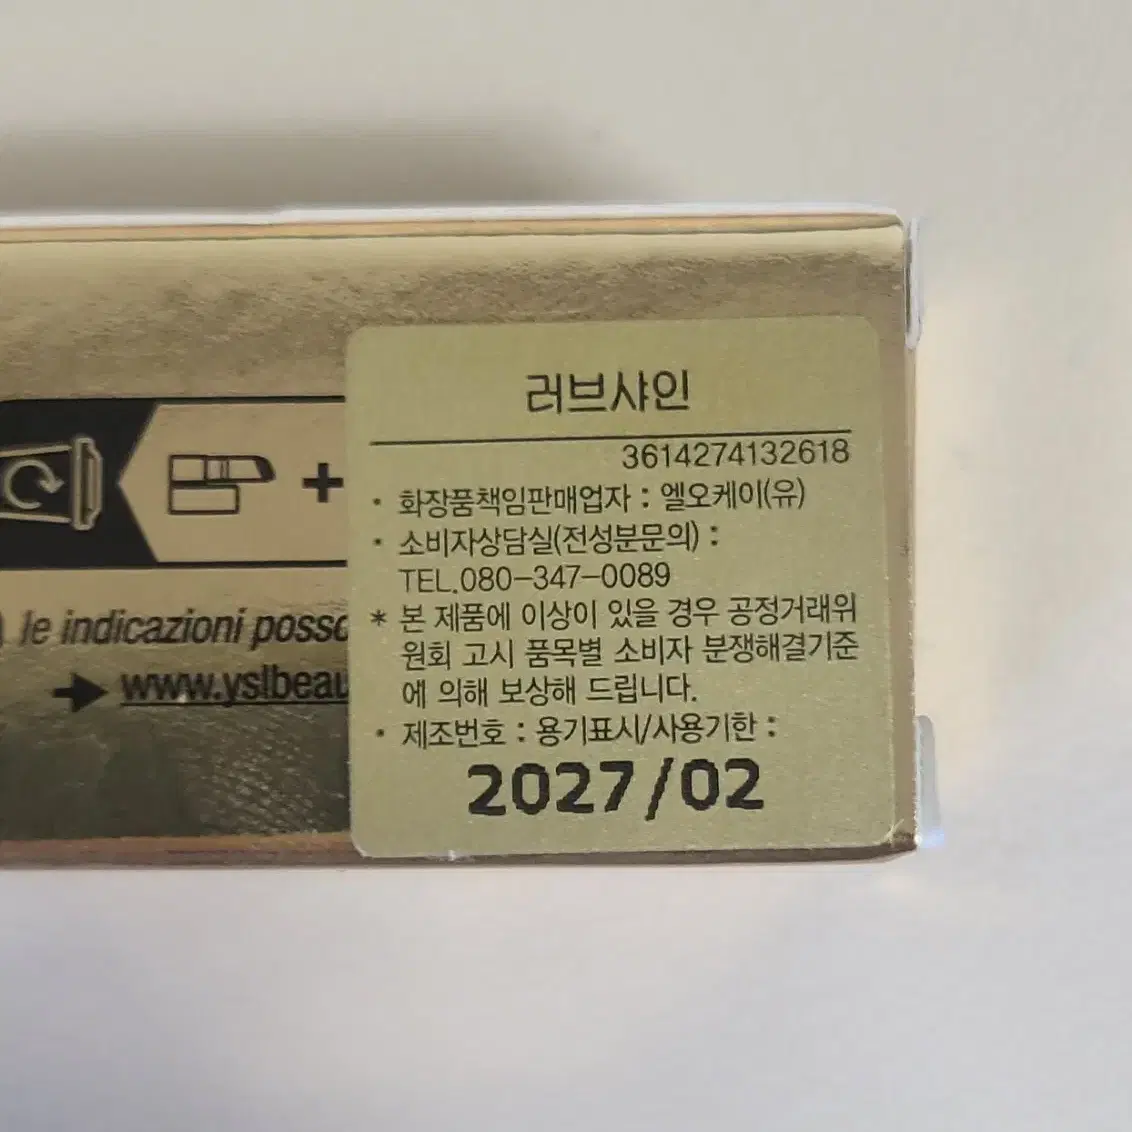 러브샤인
3614274132618
· 화장품책임판매업자 : 엘오케이(유)
· 소비자상담실(전성분문의) :
TEL.080-347-0089
* 본 제품에 이상이 있을 경우 공정거래위
원회 고시 품목별 소비자 분쟁해결기준
에 의해 보상해 드립니다.
· 제조번호 : 용기표시/사용기한 :
2027/02
+
le indicazioni posso
→ www.yslbeau